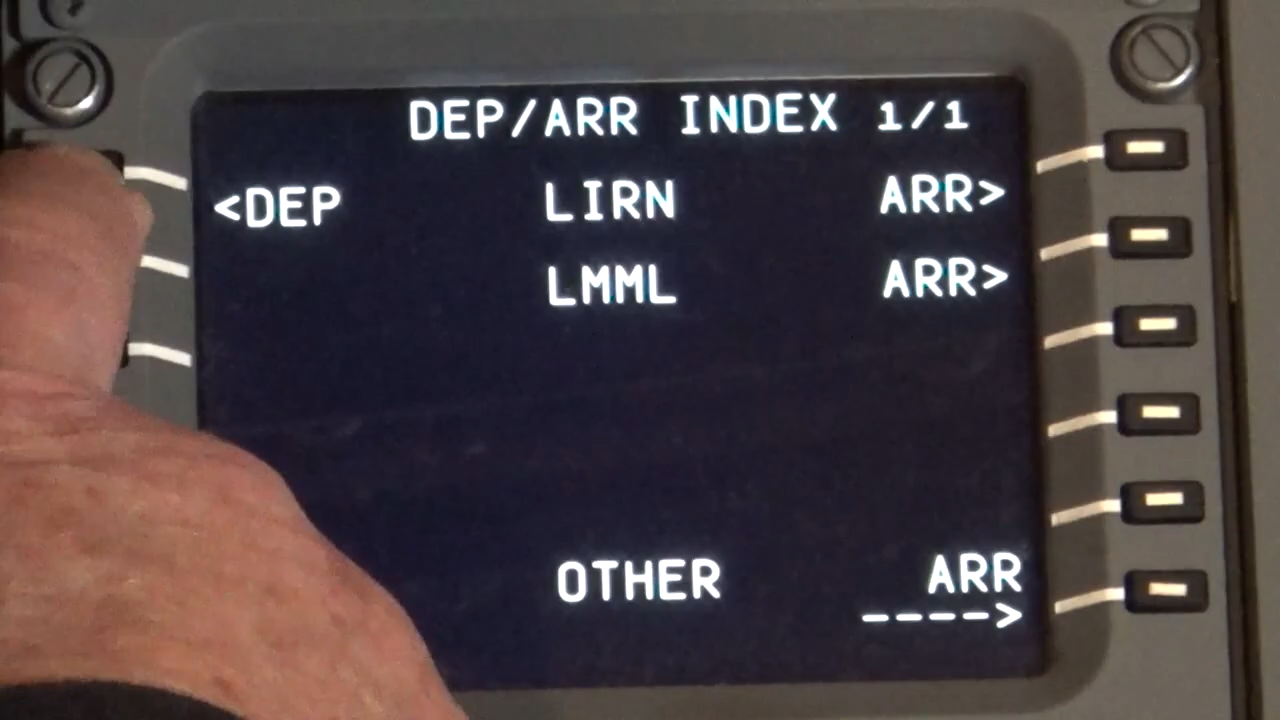 DEP/ARR INDEX 1/1
<DEP LIRN ARR>
LMML ARR>
OTHER ARR
---->